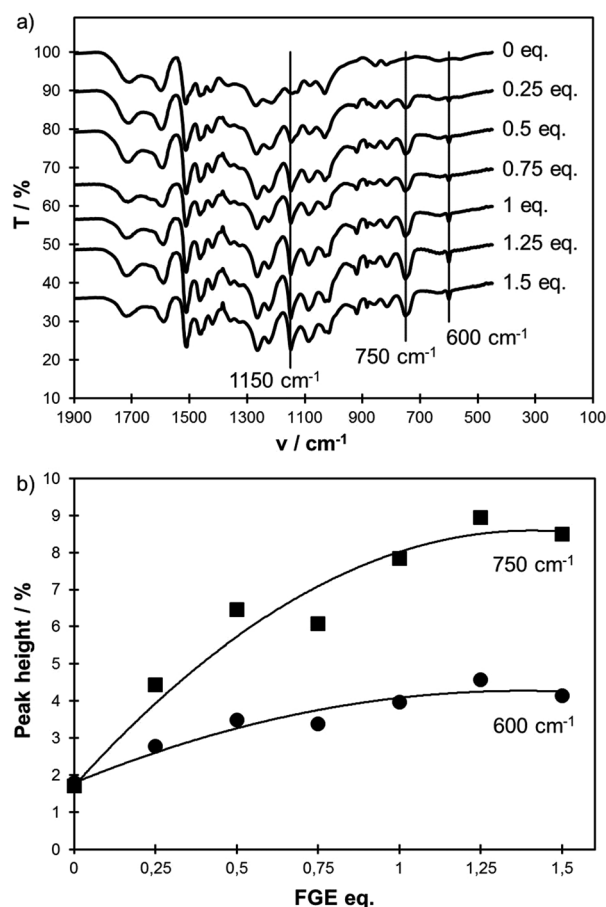 a)
T / %
100
90
80
70
60
50
40
30
20
10
0 eq.
0.25 eq.
0.5 eq.
0.75 eq.
1 eq.
1.25 eq.
1.5 eq.
1150 cm⁻¹
750 cm⁻¹
600 cm⁻¹
1900 1700 1500 1300 1100 900 700 500 300 100
v / cm⁻¹
b)
Peak height / %
10
9
8
7
6
5
4
3
2
1
0
750 cm⁻¹
600 cm⁻¹
0 0,25 0,5 0,75 1 1,25 1,5
FGE eq.